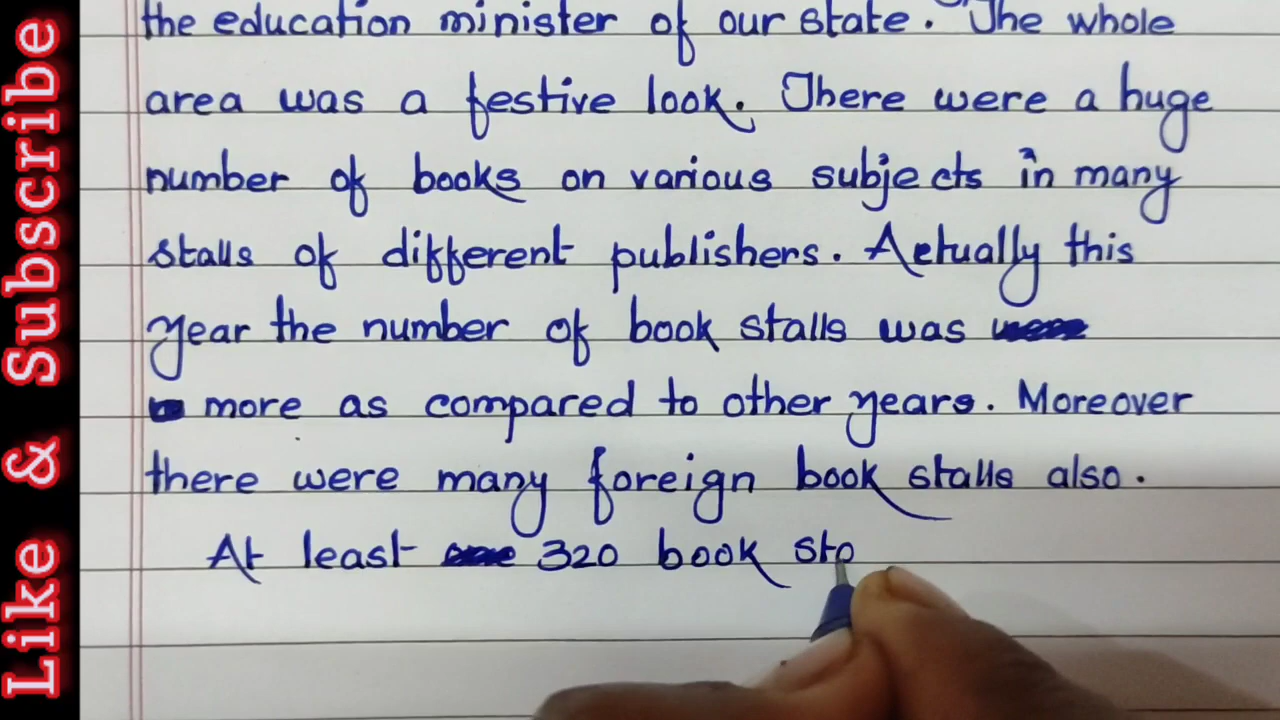 Like & Subscribe
the education minister of our state. The whole
area was a festive look. There were a huge
number of books on various subjects in many
stalls of different publishers. Actually this
year the number of book stalls was
more as compared to other years. Moreover
there were many foreign book stalls also.
At least 320 book sto